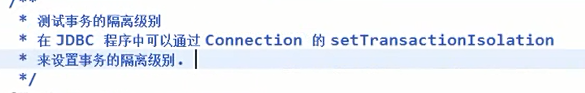 /**
* 测试事务的隔离级别
* 在 JDBC 程序中可以通过 Connection 的 setTransactionIsolation
* 来设置事务的隔离级别.
*/